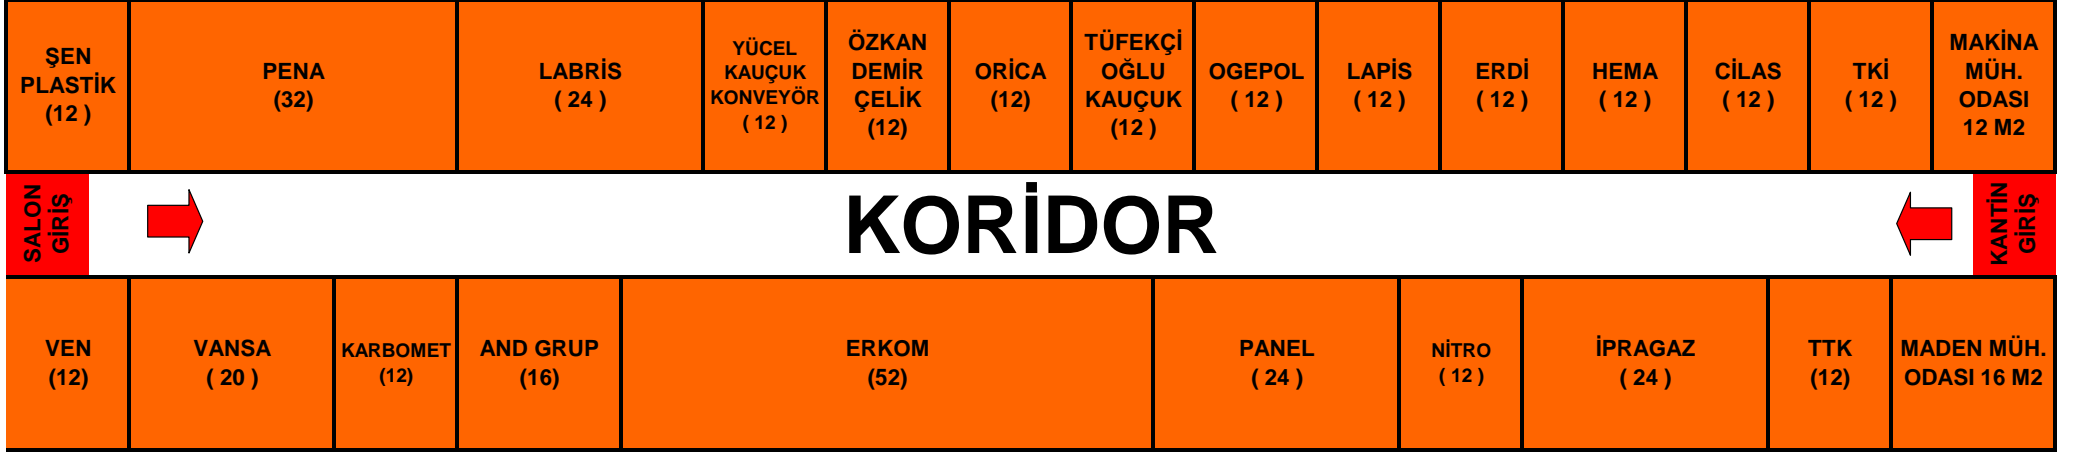 ŞEN
PLASTİK
(12 )
PENA
(32)
LABRİS
( 24 )
YÜCEL
KAUÇUK
KONVEYÖR
( 12 )
ÖZKAN
DEMİR
ÇELİK
(12)
ORİCA
(12)
TÜFEKÇİ
OĞLU
KAUÇUK
(12 )
OGEPOL
( 12 )
LAPİS
( 12 )
ERDİ
( 12 )
HEMA
( 12 )
CİLAS
( 12 )
TKİ
( 12 )
MAKİNA
MÜH.
ODASI
12 M2
SALON
GİRİŞ
KORİDOR
KANTİN
GİRİŞ
VEN
(12)
VANSA
( 20 )
KARBOMET
(12)
AND GRUP
(16)
ERKOM
(52)
PANEL
( 24 )
NİTRO
( 12 )
İPRAGAZ
( 24 )
TTK
(12)
MADEN MÜH.
ODASI 16 M2